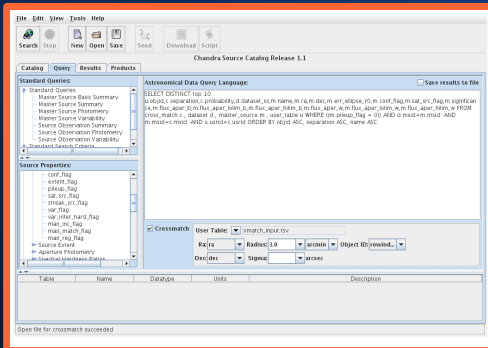 File Edit View Tools Help
Search Stop New Open Save Send Download Script
Chandra Source Catalog Release 1.1
Catalog Query Results Products
Standard Queries:
Standard Queries
Master Source Basic Summary
Master Source Summary
Master Source Photometry
Master Source Variability
Source Observation Summary
Source Observation Photometry
Source Observation Variability
Standard Search Criteria
Source Properties:
conf_flag
extent_flag
pileup_flag
sat_src_flag
streak_src_flag
var_flag
var_inter_hard_flag
man_inc_flag
man_match_flag
man_reg_flag
Source Extent
Aperture Photometry
Spectral Hardness Ratios
Astronomical Data Query Language:
Save results to file
SELECT DISTINCT top 10
u.objid,c.separation,c.probability,d.dataset_id,m.name,m.ra,m.dec,m.err_ellipse_r0,m.conf_flag,m.sat_src_flag,m.significan
ce,m.flux_aper_b,m.flux_aper_lolim_b,m.flux_aper_hilim_b,m.flux_aper_w,m.flux_aper_lolim_w,m.flux_aper_hilim_w FROM
cross_match c , dataset d , master_source m , user_table u WHERE ((m.pileup_flag = 0)) AND d.msid=m.msid AND
m.msid=c.msid AND u.usrid=c.usrid ORDER BY objid ASC, separation ASC, name ASC
Crossmatch User Table: xmatch_input.tsv
Ra: ra Radius: 3.0 arcmin Object ID: rowind...
Dec: dec Sigma: arcsec
Table Name Datatype Units Description
Open file for crossmatch succeeded